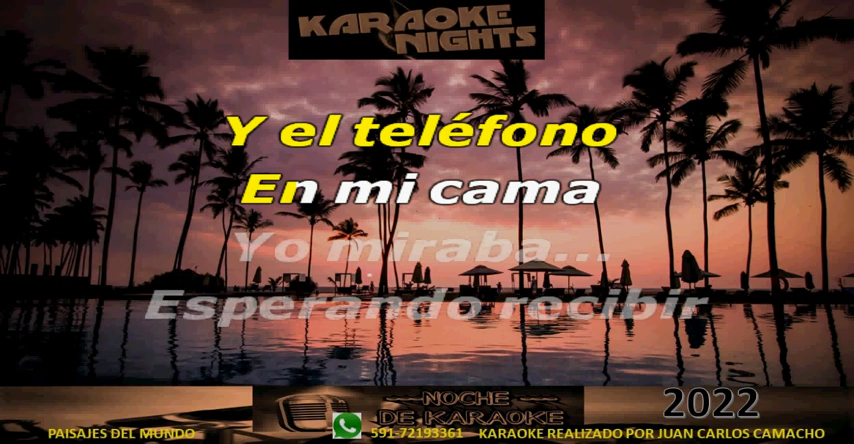 KARAOKE
NIGHTS
Y el teléfono
En mi cama
Yo miraba...
Esperando recibir
NOCHE
DE KARAOKE
2022
PAISAJES DEL MUNDO
591-72193361
KARAOKE REALIZADO POR JUAN CARLOS CAMACHO